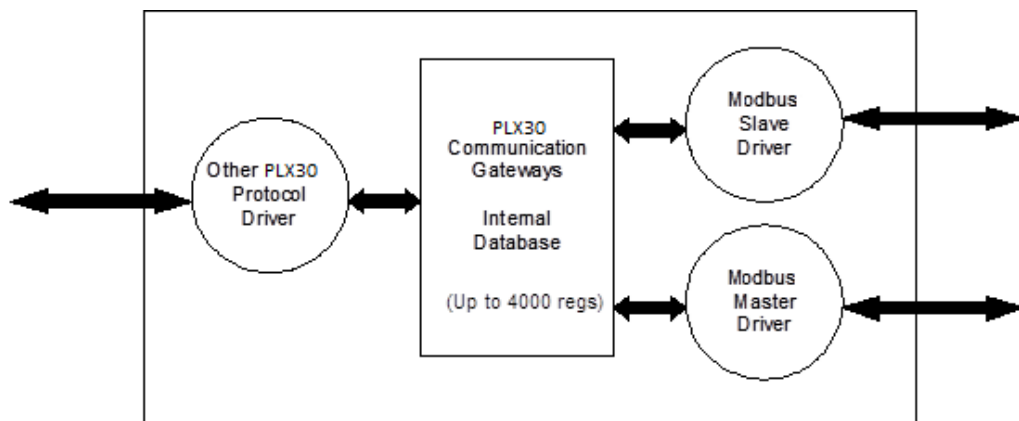 Other PLX30
Protocol
Driver
PLX30
Communication
Gateways
Internal
Database
(Up to 4000 regs)
Modbus
Slave
Driver
Modbus
Master
Driver